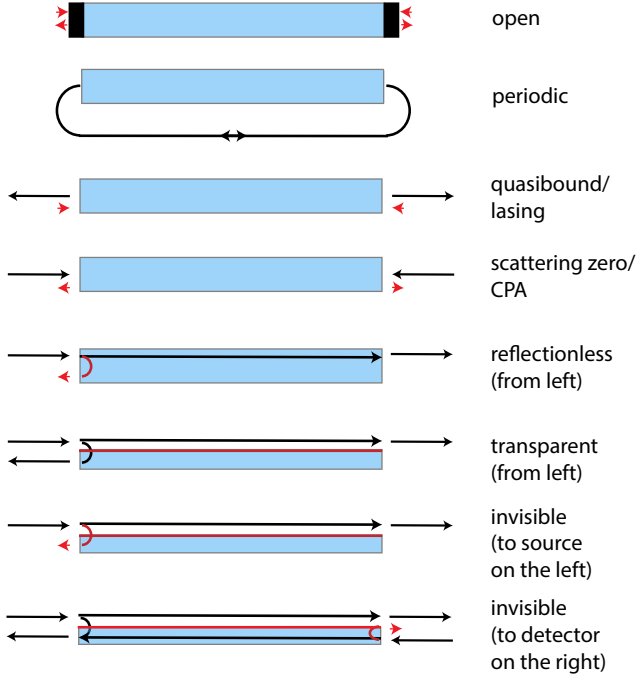 open
periodic
quasibound/
lasing
scattering zero/
CPA
reflectionless
(from left)
transparent
(from left)
invisible
(to source
on the left)
invisible
(to detector
on the right)